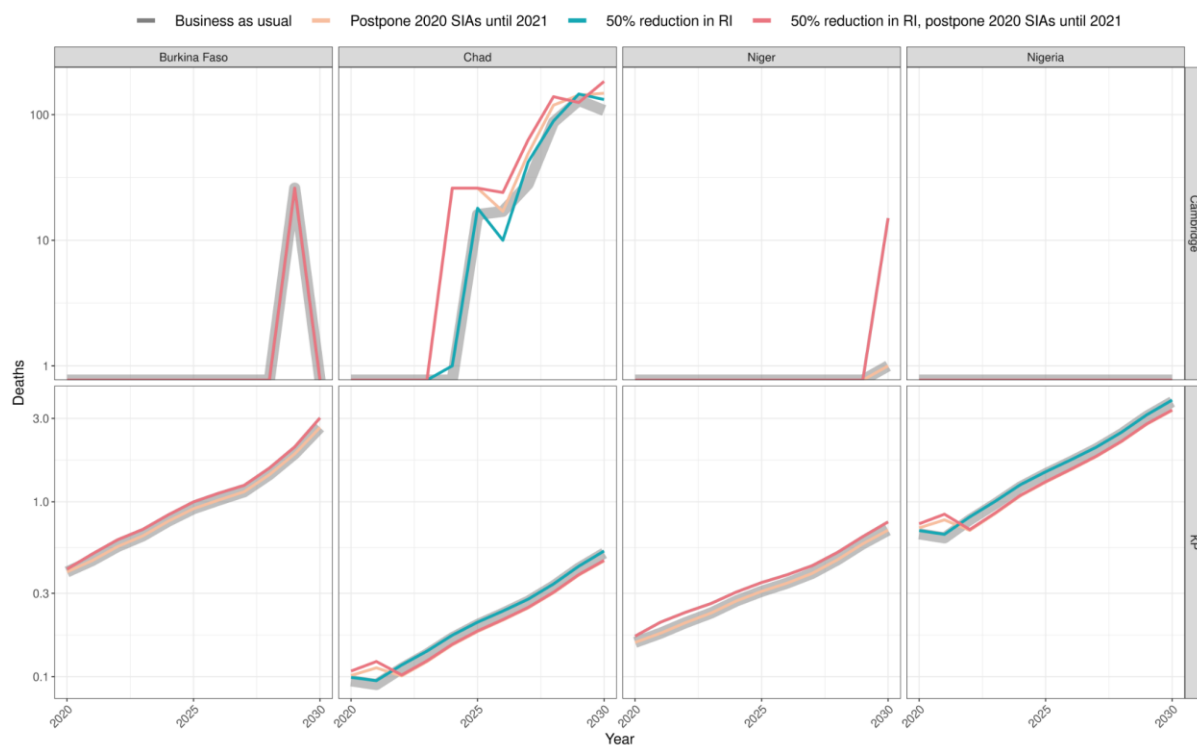 Business as usual
Postpone 2020 SIAs until 2021
50% reduction in RI
50% reduction in RI, postpone 2020 SIAs until 2021
Burkina Faso
Chad
Niger
Nigeria
100
10
1
Cambridge
Deaths
3.0
1.0
0.3
0.1
KP
2020
2025
2030
2020
2025
2030
2020
2025
2030
2020
2025
2030
Year